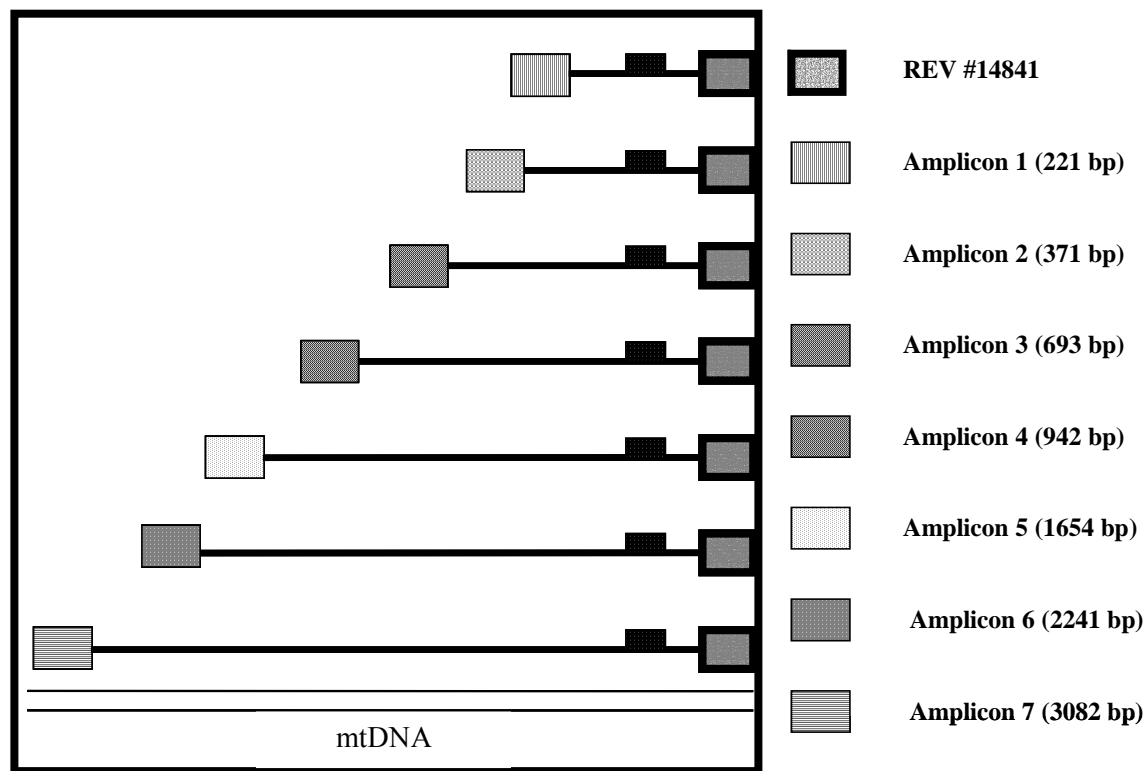 REV #14841
Amplicon 1 (221 bp)
Amplicon 2 (371 bp)
Amplicon 3 (693 bp)
Amplicon 4 (942 bp)
Amplicon 5 (1654 bp)
Amplicon 6 (2241 bp)
Amplicon 7 (3082 bp)
mtDNA